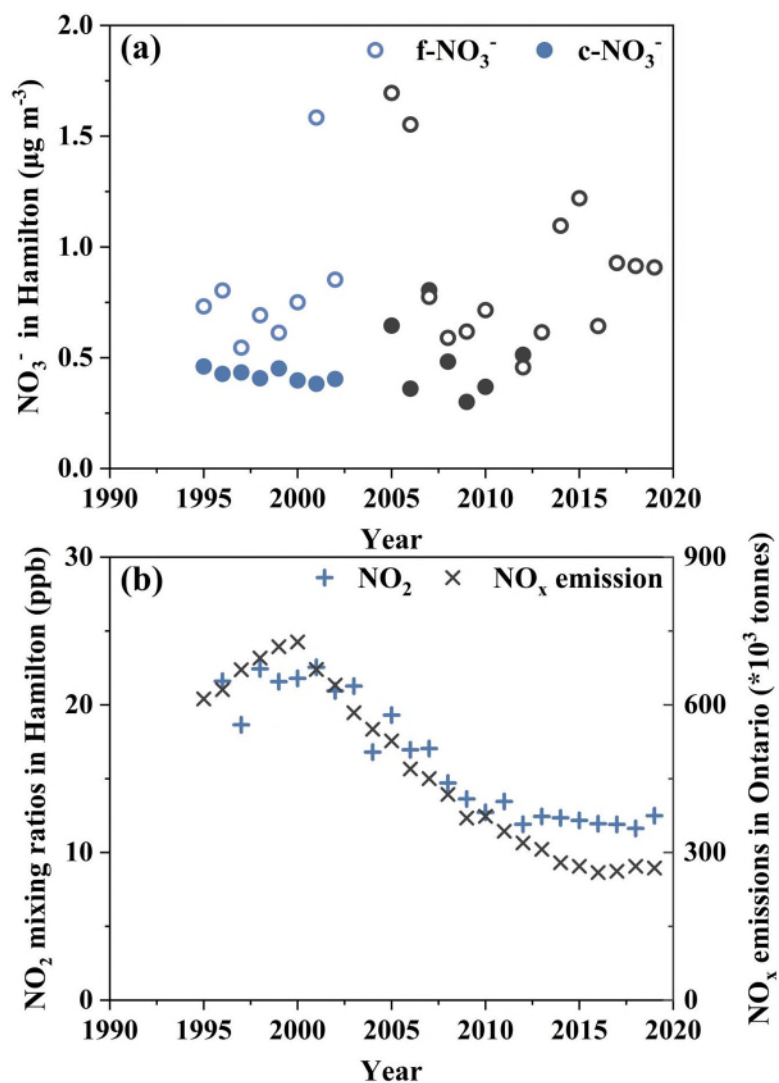 (a) f-NO₃⁻ c-NO₃⁻
NO₃⁻ in Hamilton (μg m⁻³)
2.0
1.5
1.0
0.5
0.0
1990 1995 2000 2005 2010 2015 2020
Year
(b) NO₂ NOₓ emission
NO₂ mixing ratios in Hamilton (ppb)
30
20
10
0
NOₓ emissions in Ontario (*10³ tonnes)
900
600
300
0
1990 1995 2000 2005 2010 2015 2020
Year